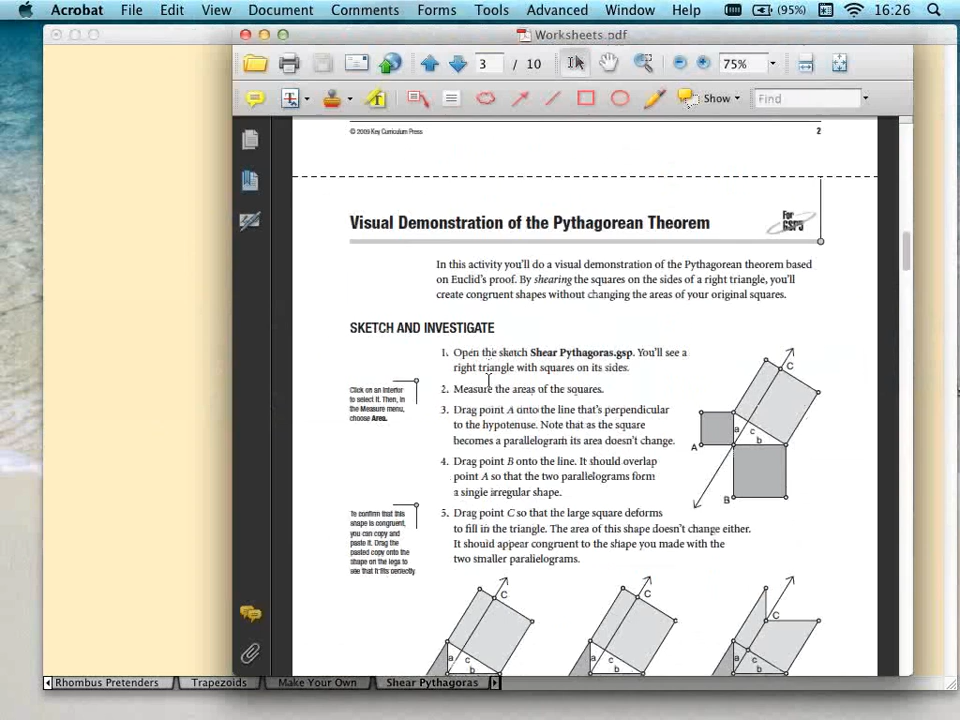 Acrobat File Edit View Document Comments Forms Tools Advanced Window Help (95%) 16:26
Worksheets.pdf
3 / 10 75%
Show Find
© 2009 Key Curriculum Press 2
Visual Demonstration of the Pythagorean Theorem
For GSP5
In this activity you'll do a visual demonstration of the Pythagorean theorem based
on Euclid's proof. By shearing the squares on the sides of a right triangle, you'll
create congruent shapes without changing the areas of your original squares.
SKETCH AND INVESTIGATE
1. Open the sketch Shear Pythagoras.gsp. You'll see a
right triangle with squares on its sides.
Click on an interior
to select it. Then, in
the Measure menu,
choose Area.
2. Measure the areas of the squares.
3. Drag point A onto the line that's perpendicular
to the hypotenuse. Note that as the square
becomes a parallelogram its area doesn't change.
4. Drag point B onto the line. It should overlap
point A so that the two parallelograms form
a single irregular shape.
C
a c
b
A
B
To confirm that this
shape is congruent,
you can copy and
paste it. Drag the
pasted copy onto the
shape on the legs to
see that it fits perfectly.
5. Drag point C so that the large square deforms
to fill in the triangle. The area of this shape doesn't change either.
It should appear congruent to the shape you made with the
two smaller parallelograms.
C C C
a c a c a c
b b b
Rhombus Pretenders Trapezoids Make Your Own Shear Pythagoras